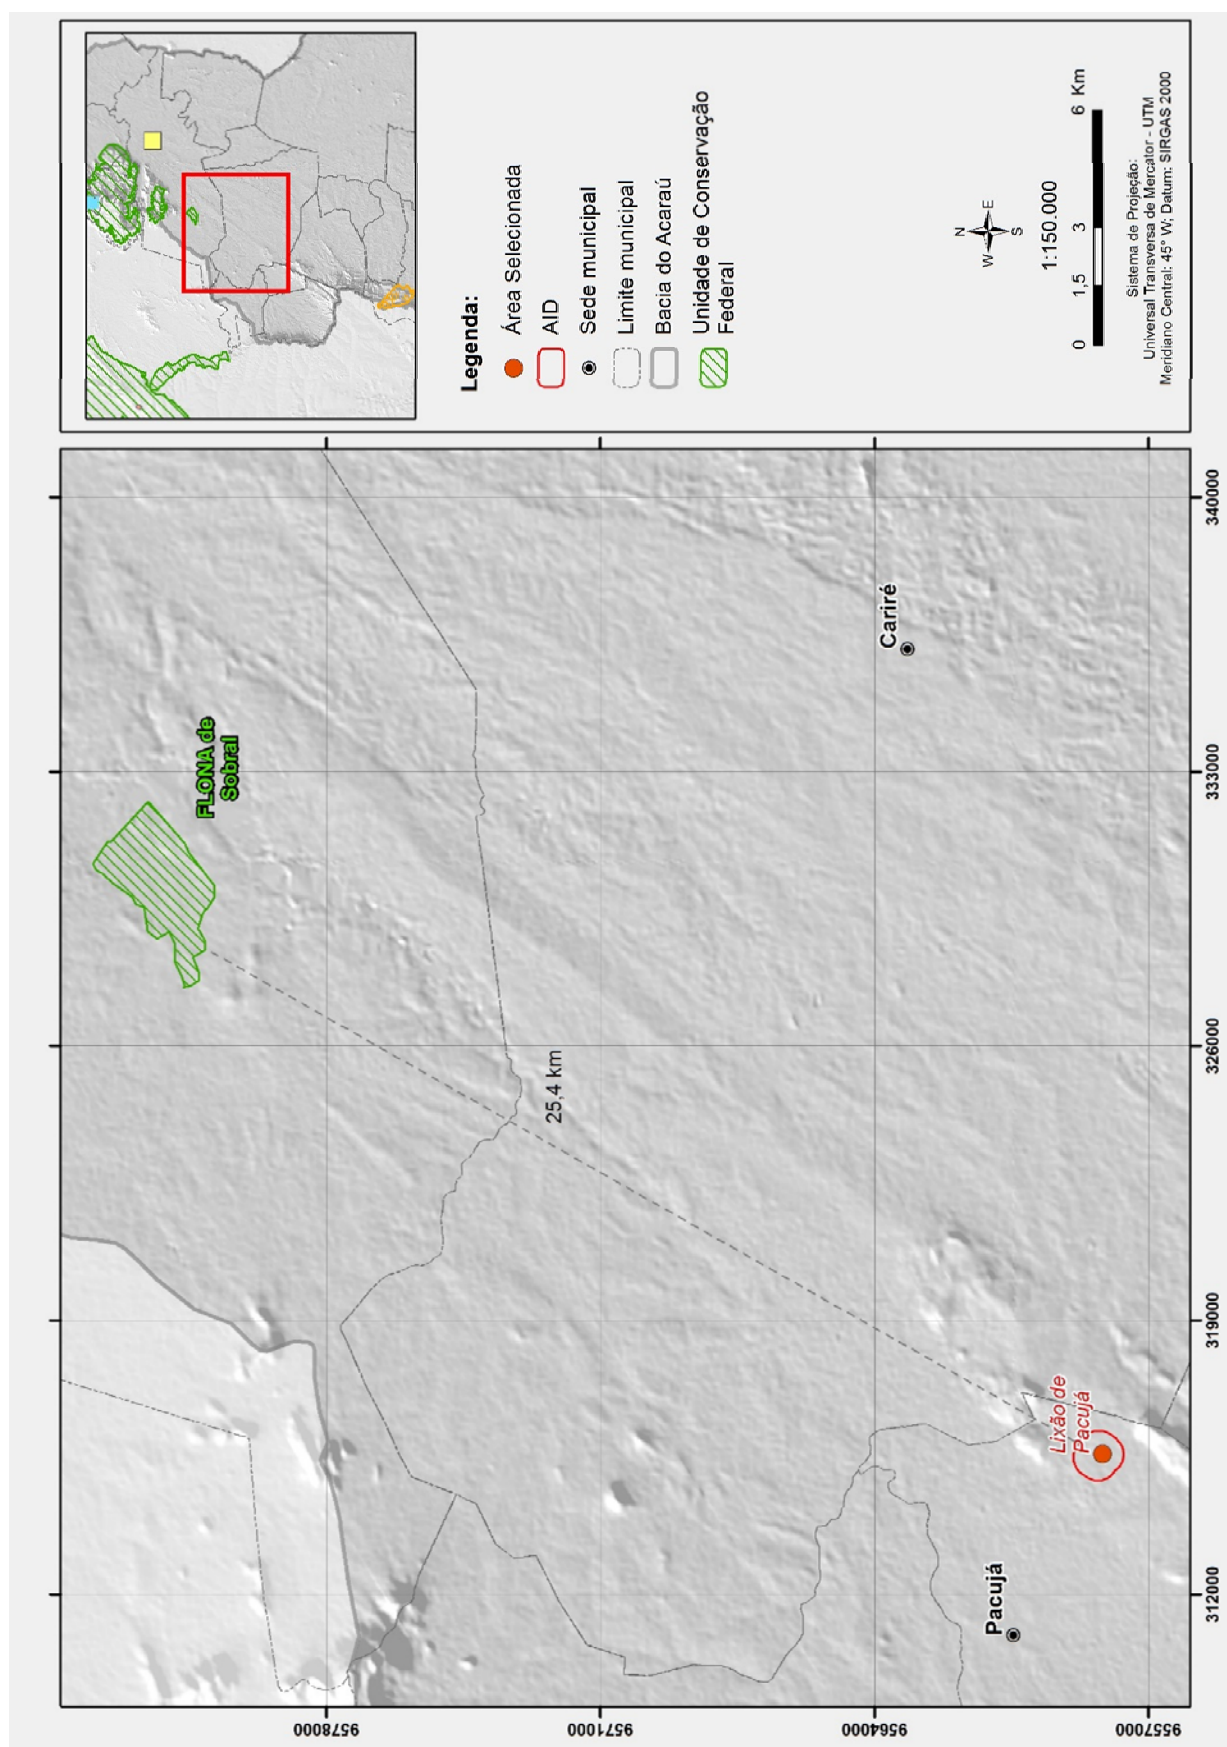 FLONA de
Sobral
25,4 km
Cariré
Lixão de
Pacujá
Pacujá
9578000
9571000
9564000
9557000
312000
319000
326000
333000
340000
Legenda:
Área Selecionada
AID
Sede municipal
Limite municipal
Bacia do Acaraú
Unidade de Conservação
Federal
N
W E
S
1:150.000
0 1,5 3 6 Km
Sistema de Projeção:
Universal Transversa de Mercator - UTM
Meridiano Central: 45° W; Datum: SIRGAS 2000